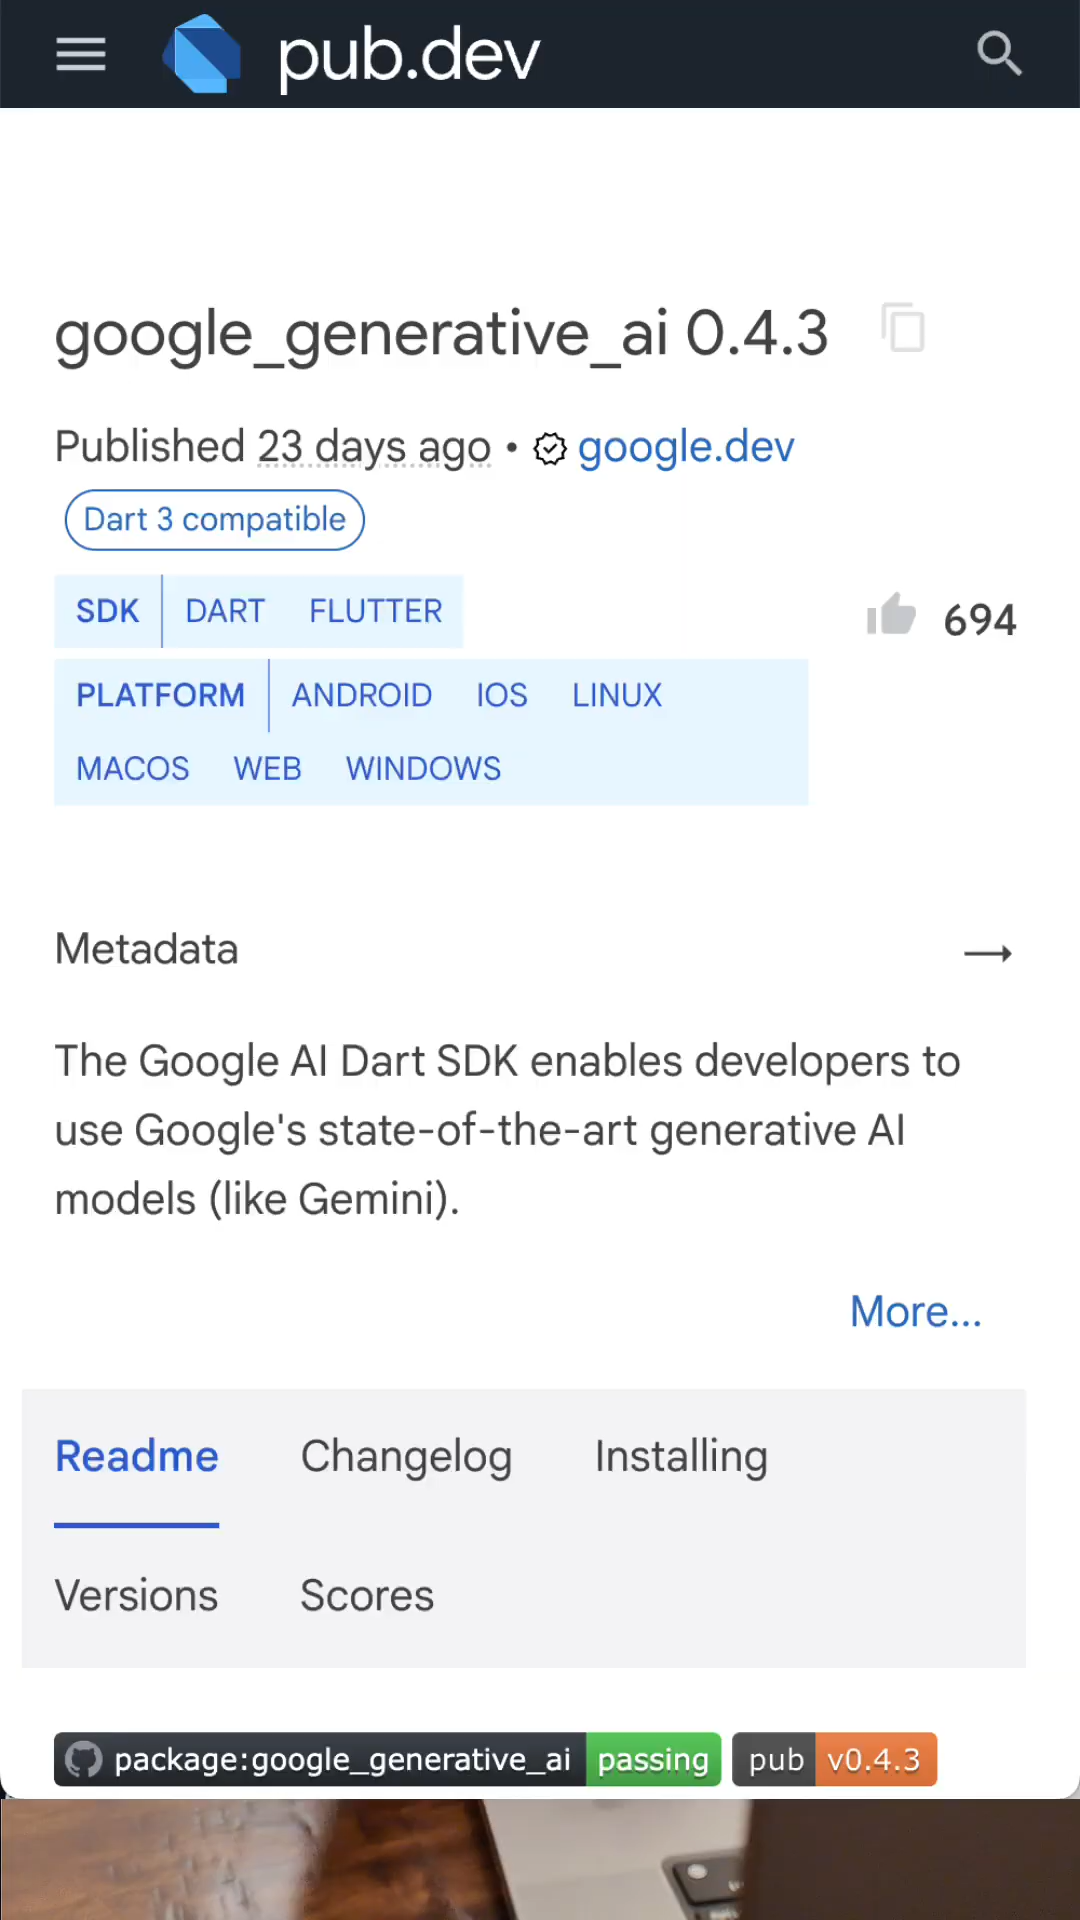 pub.dev
google_generative_ai 0.4.3
Published 23 days ago • google.dev
Dart 3 compatible
SDK DART FLUTTER
694
PLATFORM ANDROID IOS LINUX
MACOS WEB WINDOWS
Metadata →
The Google AI Dart SDK enables developers to
use Google's state-of-the-art generative AI
models (like Gemini).
More...
Readme Changelog Installing
Versions Scores
package:google_generative_ai passing pub v0.4.3